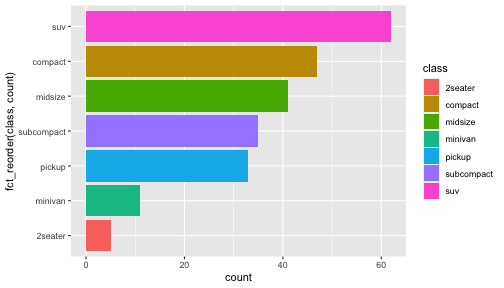 fct_reorder(class, count)
suv
compact
midsize
subcompact
pickup
minivan
2seater
0
20
40
60
count
class
2seater
compact
midsize
minivan
pickup
subcompact
suv